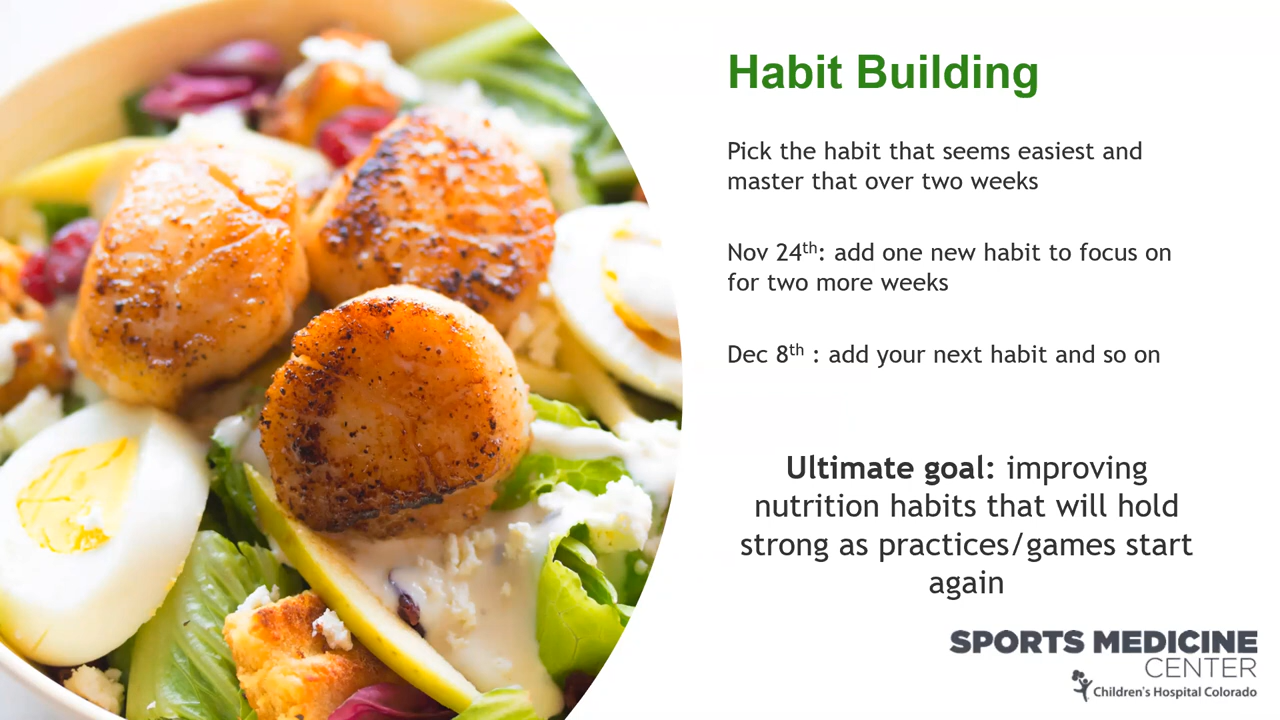 Habit Building
Pick the habit that seems easiest and
master that over two weeks
Nov 24th: add one new habit to focus on
for two more weeks
Dec 8th : add your next habit and so on
Ultimate goal: improving
nutrition habits that will hold
strong as practices/games start
again
SPORTS MEDICINE
CENTER
Children's Hospital Colorado